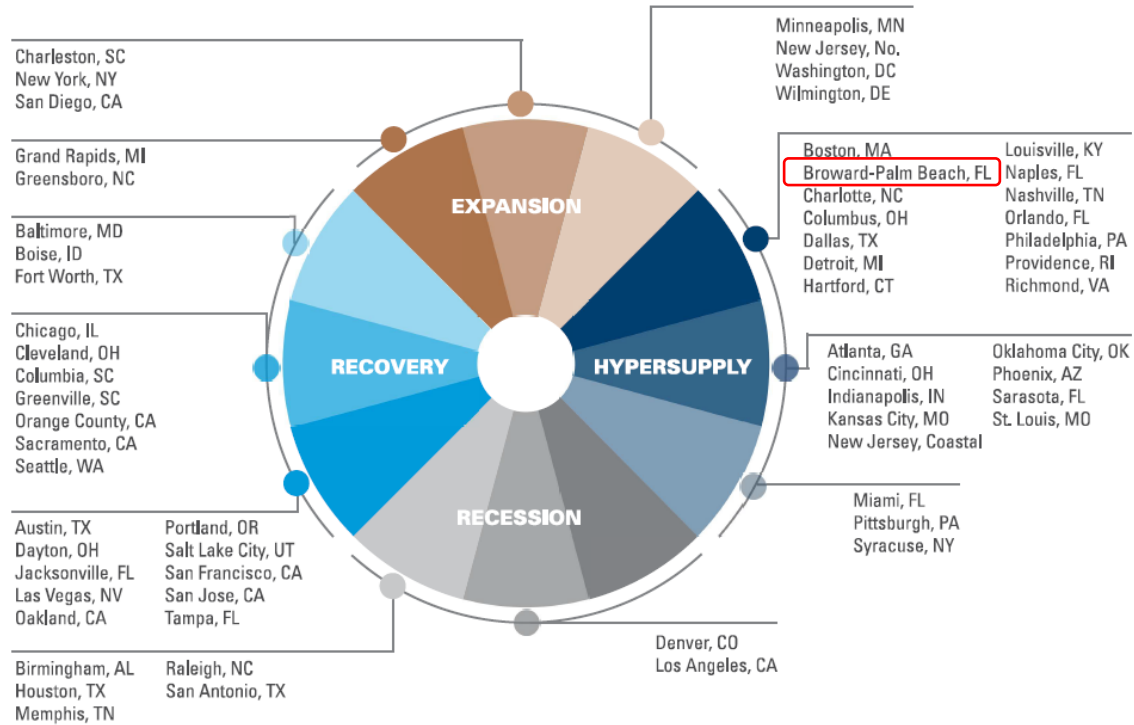 Charleston, SC
New York, NY
San Diego, CA
Grand Rapids, MI
Greensboro, NC
Baltimore, MD
Boise, ID
Fort Worth, TX
Chicago, IL
Cleveland, OH
Columbia, SC
Greenville, SC
Orange County, CA
Sacramento, CA
Seattle, WA
Austin, TX
Dayton, OH
Jacksonville, FL
Las Vegas, NV
Oakland, CA
Portland, OR
Salt Lake City, UT
San Francisco, CA
San Jose, CA
Tampa, FL
Birmingham, AL
Houston, TX
Memphis, TN
Raleigh, NC
San Antonio, TX
EXPANSION
RECOVERY
HYPERSUPPLY
RECESSION
Minneapolis, MN
New Jersey, No.
Washington, DC
Wilmington, DE
Boston, MA
Broward-Palm Beach, FL
Charlotte, NC
Columbus, OH
Dallas, TX
Detroit, MI
Hartford, CT
Louisville, KY
Naples, FL
Nashville, TN
Orlando, FL
Philadelphia, PA
Providence, RI
Richmond, VA
Atlanta, GA
Cincinnati, OH
Indianapolis, IN
Kansas City, MO
New Jersey, Coastal
Oklahoma City, OK
Phoenix, AZ
Sarasota, FL
St. Louis, MO
Miami, FL
Pittsburgh, PA
Syracuse, NY
Denver, CO
Los Angeles, CA